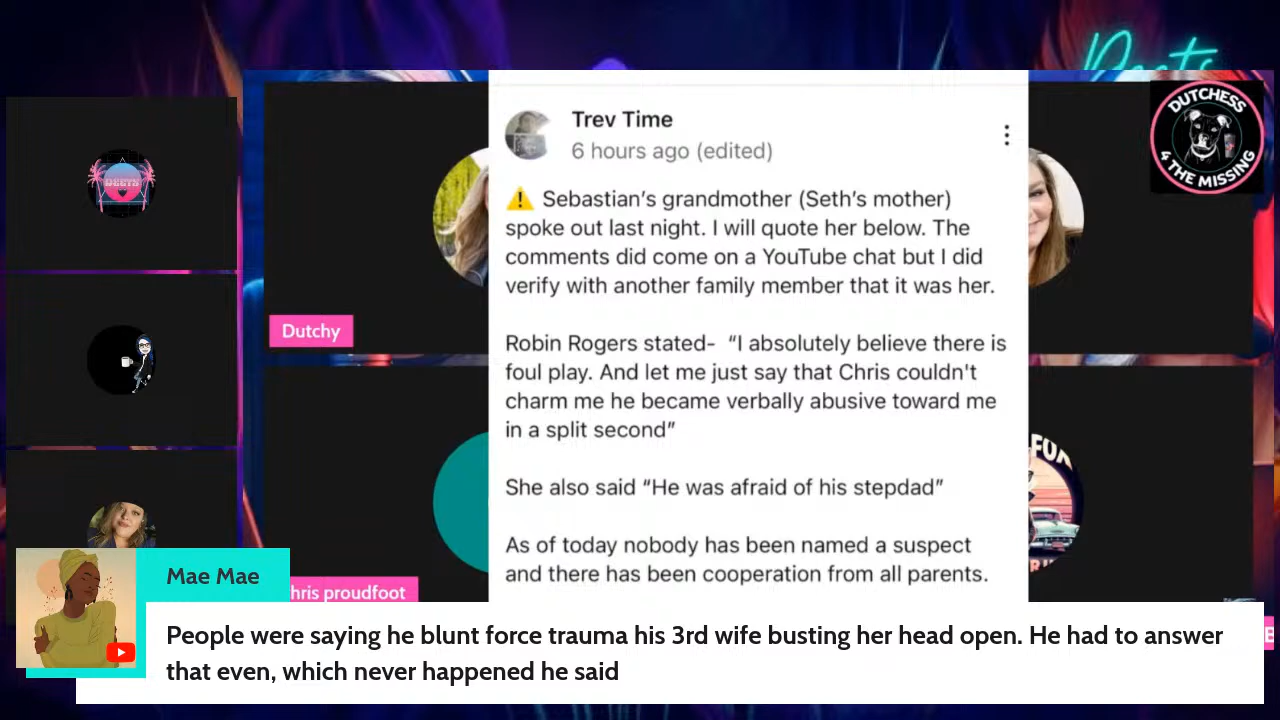 Deets
DUTCHESS
4 THE MISSING
DEETS
Trev Time
6 hours ago (edited)
⚠️ Sebastian's grandmother (Seth's mother)
spoke out last night. I will quote her below. The
comments did come on a YouTube chat but I did
verify with another family member that it was her.
Robin Rogers stated- “I absolutely believe there is
foul play. And let me just say that Chris couldn't
charm me he became verbally abusive toward me
in a split second”
She also said “He was afraid of his stepdad”
As of today nobody has been named a suspect
and there has been cooperation from all parents.
Dutchy
hris proudfoot
FOR
Mae Mae
People were saying he blunt force trauma his 3rd wife busting her head open. He had to answer
that even, which never happened he said